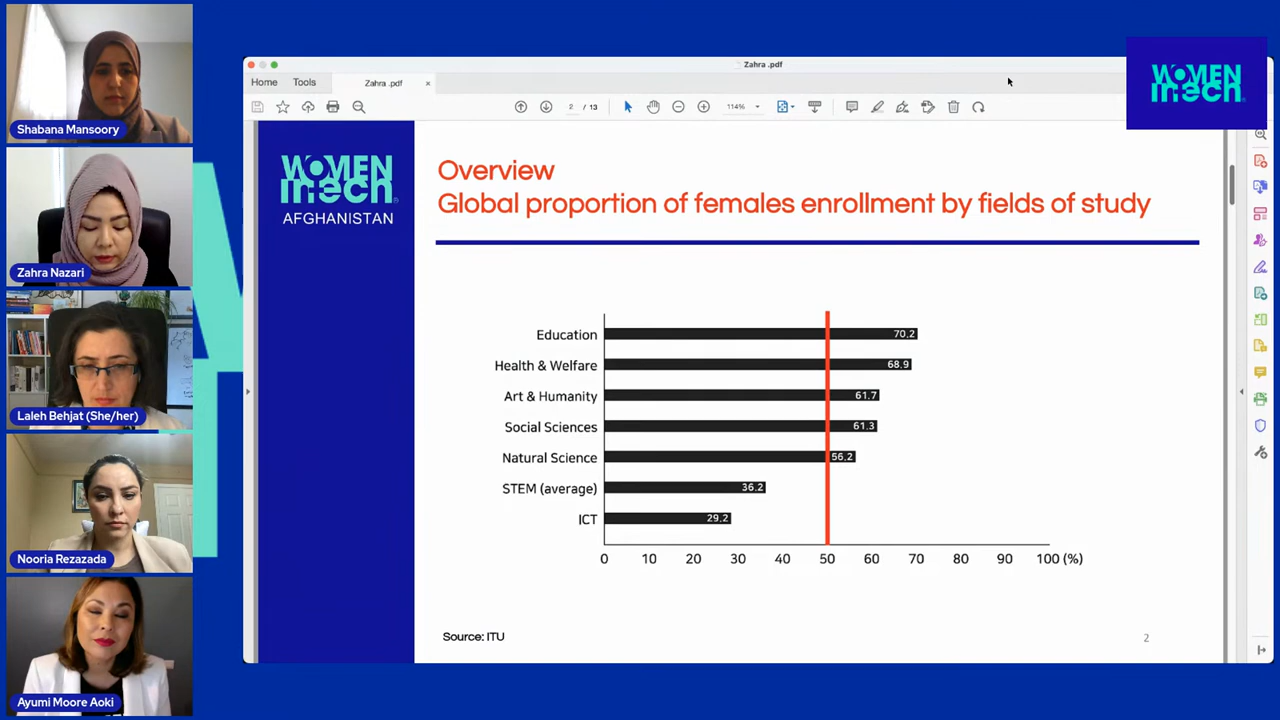 Shabana Mansoory
Zahra Nazari
Laleh Behjat (She/her)
Nooria Rezazada
Ayumi Moore Aoki
Zahra .pdf
Home Tools Zahra .pdf ×
2 / 13 114%
WOMEN
in tech
WOMEN
in tech
AFGHANISTAN
Overview
Global proportion of females enrollment by fields of study
Education 70.2
Health & Welfare 68.9
Art & Humanity 61.7
Social Sciences 61.3
Natural Science 56.2
STEM (average) 36.2
ICT 29.2
0 10 20 30 40 50 60 70 80 90 100 (%)
Source: ITU
2